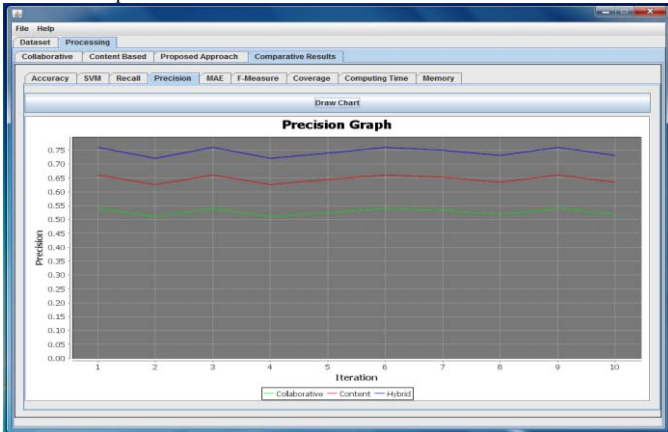 File Help
Dataset Processing
Collaborative Content Based Proposed Approach Comparative Results
Accuracy SVM Recall Precision MAE F-Measure Coverage Computing Time Memory
Draw Chart
Precision Graph
0.75
0.70
0.65
0.60
0.55
0.50
0.45
0.40
0.35
0.30
0.25
0.20
0.15
0.10
0.05
0.00
Precision
1 2 3 4 5 6 7 8 9 10
Iteration
Collaborative Content Hybrid